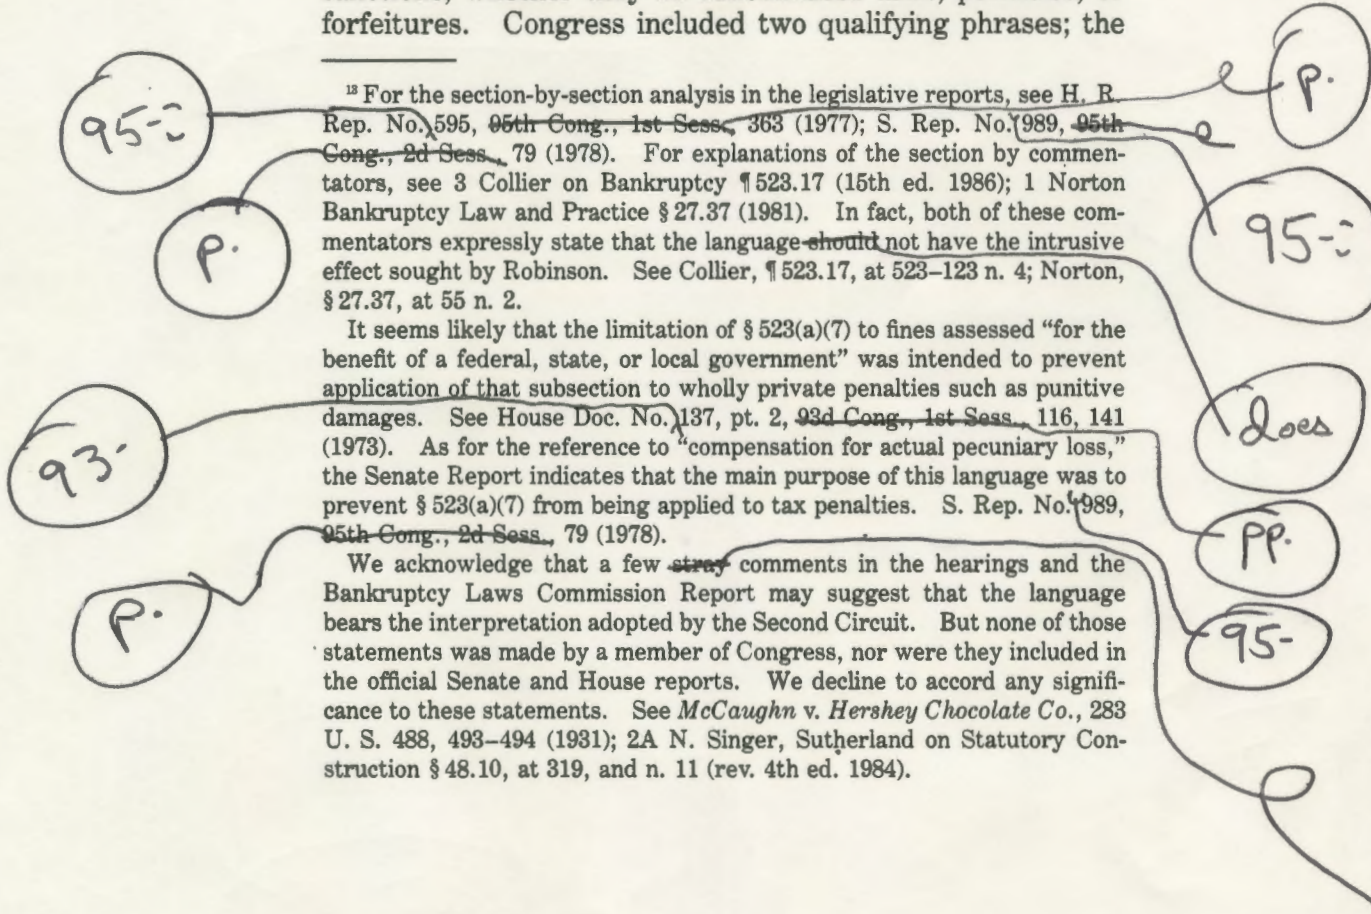 forfeitures. Congress included two qualifying phrases; the
¹³ For the section-by-section analysis in the legislative reports, see H. R.
Rep. No. 595, 95th Cong., 1st Sess., 363 (1977); S. Rep. No. 989, 95th
Cong., 2d Sess., 79 (1978). For explanations of the section by commen-
tators, see 3 Collier on Bankruptcy ¶ 523.17 (15th ed. 1986); 1 Norton
Bankruptcy Law and Practice § 27.37 (1981). In fact, both of these com-
mentators expressly state that the language should not have the intrusive
effect sought by Robinson. See Collier, ¶ 523.17, at 523–123 n. 4; Norton,
§ 27.37, at 55 n. 2.
It seems likely that the limitation of § 523(a)(7) to fines assessed “for the
benefit of a federal, state, or local government” was intended to prevent
application of that subsection to wholly private penalties such as punitive
damages. See House Doc. No. 137, pt. 2, 93d Cong., 1st Sess., 116, 141
(1973). As for the reference to “compensation for actual pecuniary loss,”
the Senate Report indicates that the main purpose of this language was to
prevent § 523(a)(7) from being applied to tax penalties. S. Rep. No. 989,
95th Cong., 2d Sess., 79 (1978).
We acknowledge that a few stray comments in the hearings and the
Bankruptcy Laws Commission Report may suggest that the language
bears the interpretation adopted by the Second Circuit. But none of those
statements was made by a member of Congress, nor were they included in
the official Senate and House reports. We decline to accord any signifi-
cance to these statements. See McCaughn v. Hershey Chocolate Co., 283
U. S. 488, 493–494 (1931); 2A N. Singer, Sutherland on Statutory Con-
struction § 48.10, at 319, and n. 11 (rev. 4th ed. 1984).
95-
p.
93-
p.
p.
95-
does
pp.
95-